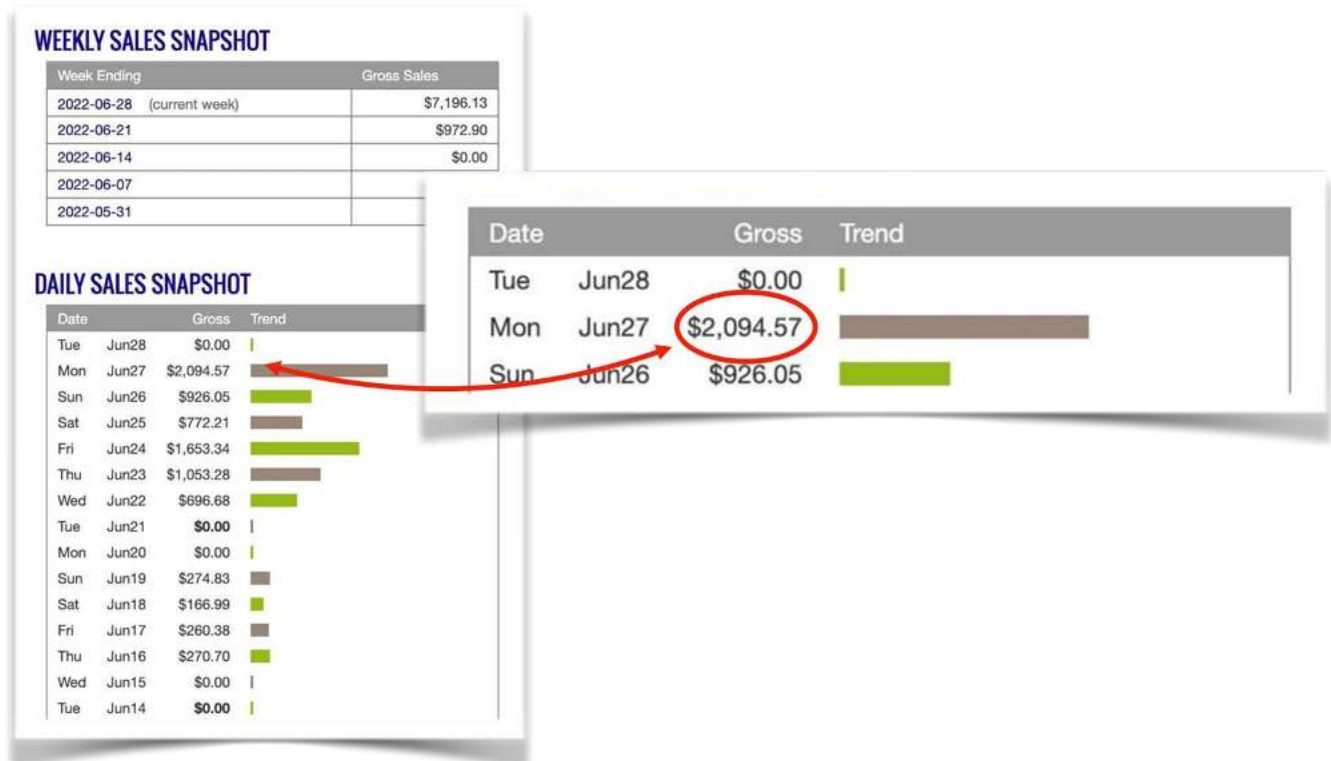 WEEKLY SALES SNAPSHOT
Week Ending Gross Sales
2022-06-28 (current week) $7,196.13
2022-06-21 $972.90
2022-06-14 $0.00
2022-06-07
2022-05-31
DAILY SALES SNAPSHOT
Date Gross Trend
Tue Jun28 $0.00
Mon Jun27 $2,094.57
Sun Jun26 $926.05
Sat Jun25 $772.21
Fri Jun24 $1,653.34
Thu Jun23 $1,053.28
Wed Jun22 $696.68
Tue Jun21 $0.00
Mon Jun20 $0.00
Sun Jun19 $274.83
Sat Jun18 $166.99
Fri Jun17 $260.38
Thu Jun16 $270.70
Wed Jun15 $0.00
Tue Jun14 $0.00
Date Gross Trend
Tue Jun28 $0.00
Mon Jun27 $2,094.57
Sun Jun26 $926.05